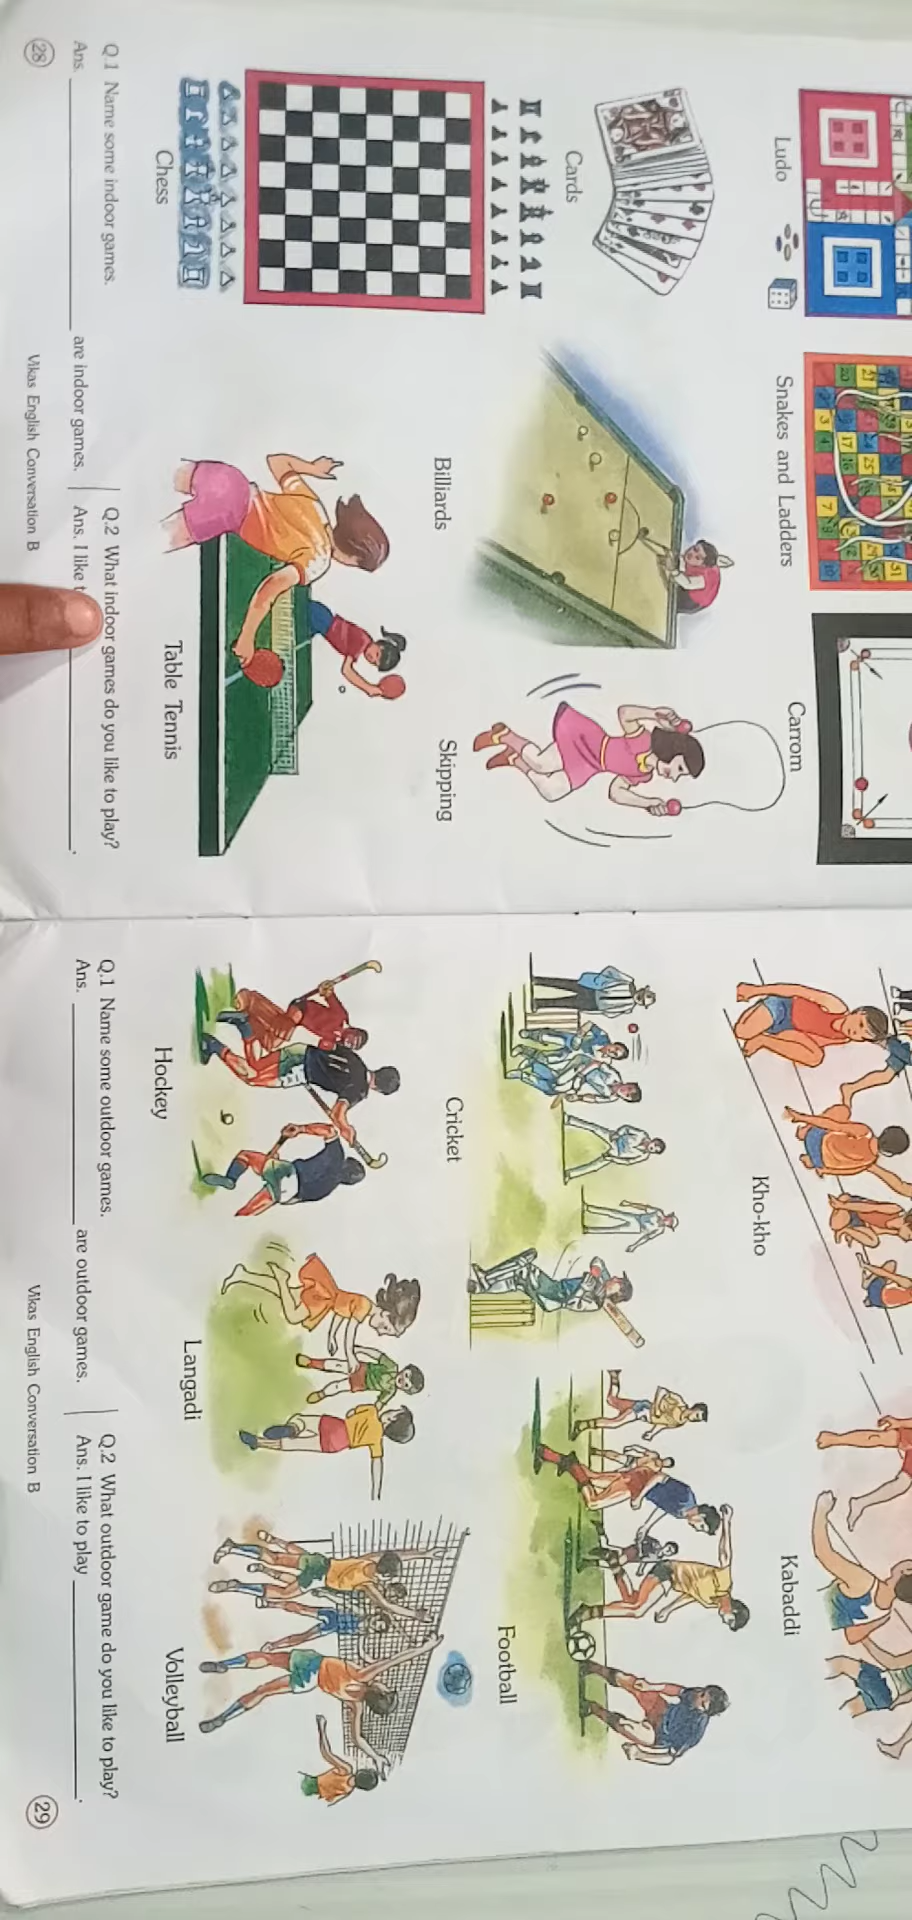 Ludo
Snakes and Ladders
Carrom
Cards
Billiards
Skipping
Chess
Table Tennis
Q.1 Name some indoor games.
Ans. ____ are indoor games.
Q.2 What indoor games do you like to play?
Ans. I like t
28
Vikas English Conversation B
Kho-kho
Kabaddi
Cricket
Football
Hockey
Langadi
Volleyball
Q.1 Name some outdoor games.
Ans. ____ are outdoor games.
Q.2 What outdoor game do you like to play?
Ans. I like to play ____.
Vikas English Conversation B
29